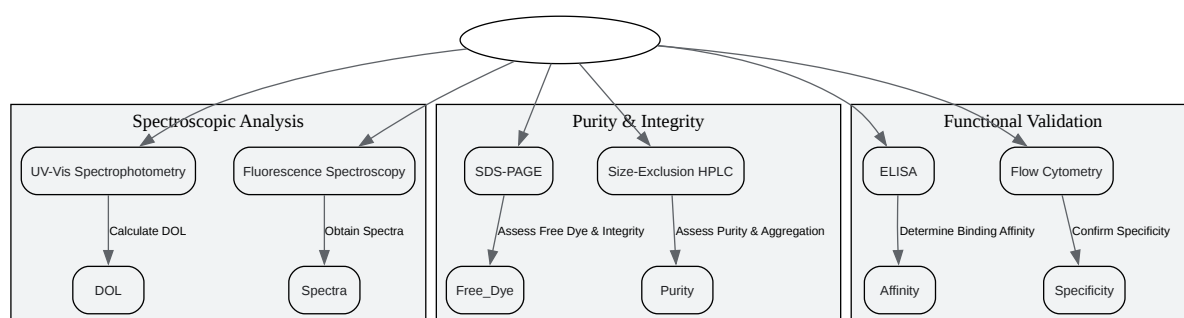 Spectroscopic Analysis
Purity & Integrity
Functional Validation
UV-Vis Spectrophotometry
Fluorescence Spectroscopy
SDS-PAGE
Size-Exclusion HPLC
ELISA
Flow Cytometry
Calculate DOL
Obtain Spectra
Assess Free Dye & Integrity
Assess Purity & Aggregation
Determine Binding Affinity
Confirm Specificity
DOL
Spectra
Free_Dye
Purity
Affinity
Specificity